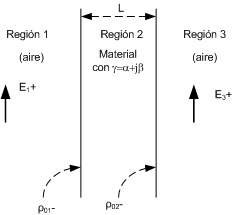 L
Región 1
Región 2
Región 3
(aire)
Material
con γ=α+jβ
(aire)
E1+
E3+
ρ01-
ρ02-